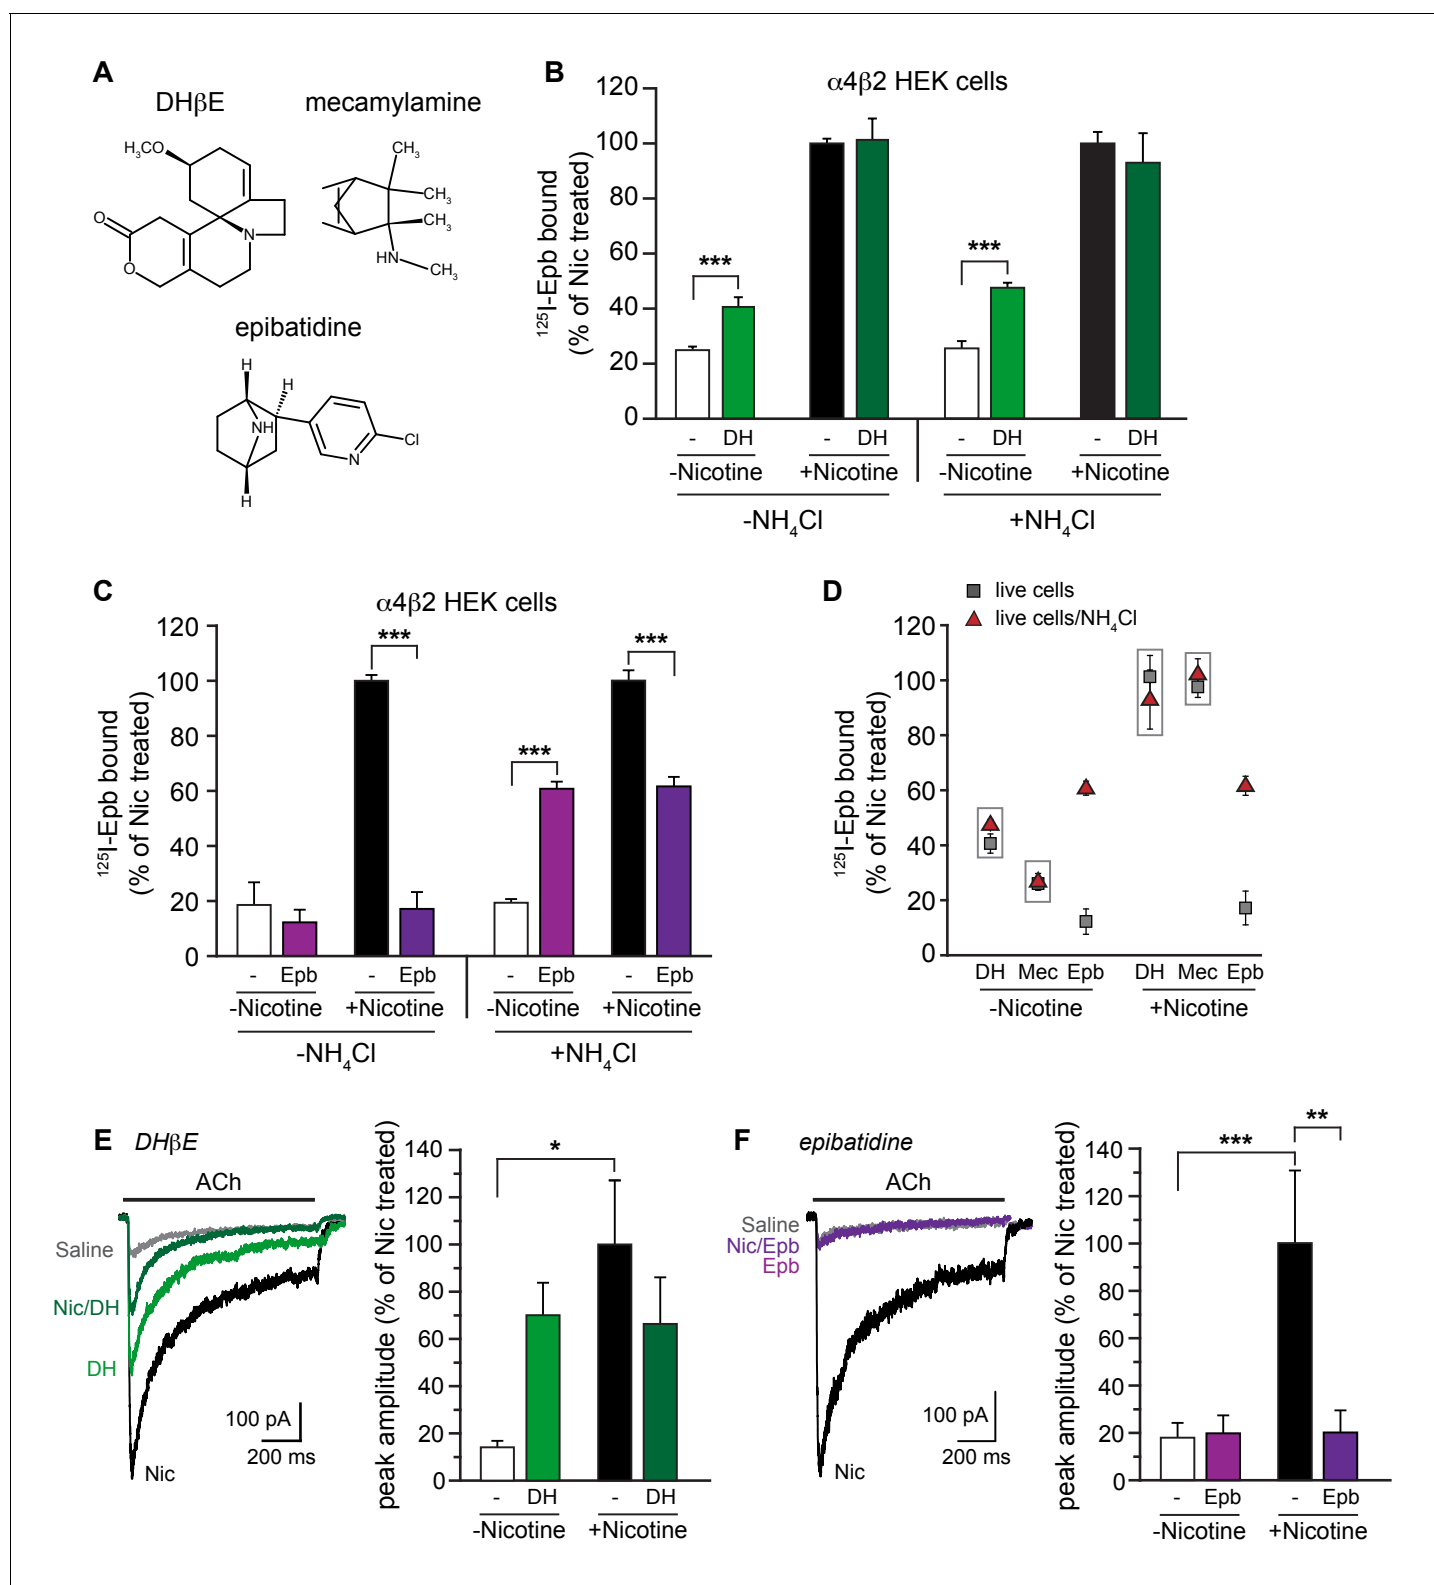 A
DHβE
mecamylamine
H₃CO
O
O
N
CH₃
CH₃
CH₃
HN
CH₃
epibatidine
H
H
NH
N
Cl
H
B
α4β2 HEK cells
¹²⁵I-Epb bound
(% of Nic treated)
120
100
80
60
40
20
0
***
***
- DH - DH - DH - DH
-Nicotine +Nicotine -Nicotine +Nicotine
-NH₄Cl +NH₄Cl
C
α4β2 HEK cells
¹²⁵I-Epb bound
(% of Nic treated)
120
100
80
60
40
20
0
***
***
***
- Epb - Epb - Epb - Epb
-Nicotine +Nicotine -Nicotine +Nicotine
-NH₄Cl +NH₄Cl
D
live cells
live cells/NH₄Cl
¹²⁵I-Epb bound
(% of Nic treated)
120
100
80
60
40
20
0
DH Mec Epb DH Mec Epb
-Nicotine +Nicotine
E
DHβE
ACh
Saline
Nic/DH
DH
Nic
100 pA
200 ms
peak amplitude (% of Nic treated)
140
120
100
80
60
40
20
0
*
- DH - DH
-Nicotine +Nicotine
F
epibatidine
ACh
Saline
Nic/Epb
Epb
Nic
100 pA
200 ms
peak amplitude (% of Nic treated)
140
120
100
80
60
40
20
0
***
**
- Epb - Epb
-Nicotine +Nicotine